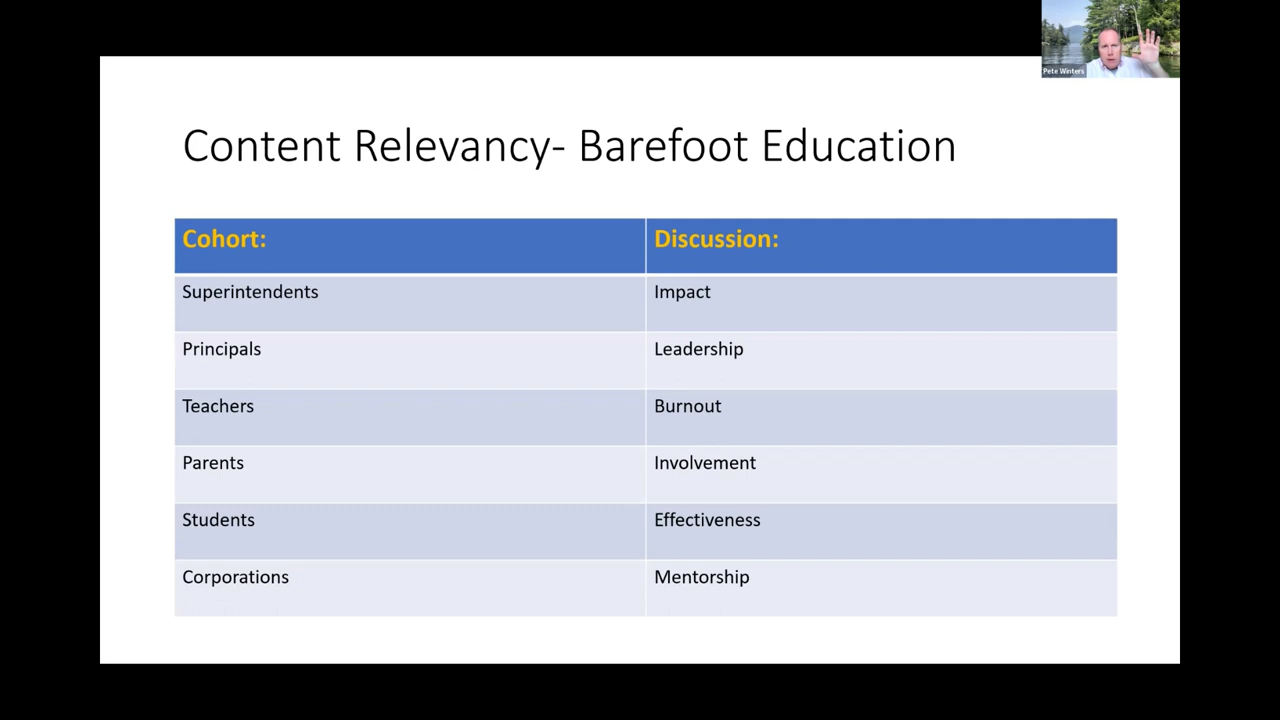 Pete Winters
Content Relevancy- Barefoot Education
Cohort: Discussion:
Superintendents Impact
Principals Leadership
Teachers Burnout
Parents Involvement
Students Effectiveness
Corporations Mentorship